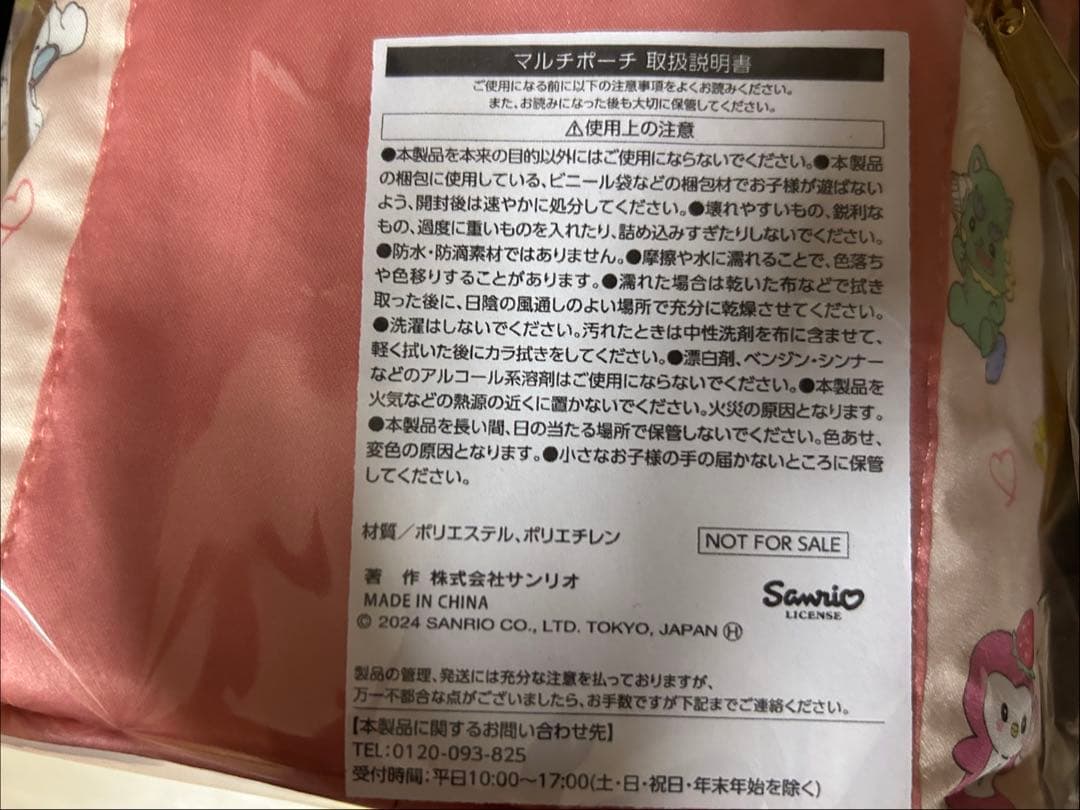 マルチポーチ 取扱説明書
ご使用になる前に以下の注意事項をよくお読みください。
また、お読みになった後も大切に保管してください。
⚠使用上の注意
●本製品を本来の目的以外にはご使用にならないでください。●本製品
の梱包に使用している、ビニール袋などの梱包材でお子様が遊ばない
よう、開封後は速やかに処分してください。●壊れやすいもの、鋭利な
もの、過度に重いものを入れたり、詰め込みすぎたりしないでください。
●防水・防滴素材ではありません。●摩擦や水に濡れることで、色落ち
や色移りすることがあります。●濡れた場合は乾いた布などで拭き
取った後に、日陰の風通しのよい場所で充分に乾燥させてください。
●洗濯はしないでください。汚れたときは中性洗剤を布に含ませて、
軽く拭いた後にカラ拭きをしてください。●漂白剤、ベンジン・シンナー
などのアルコール系溶剤はご使用にならないでください。●本製品を
火気などの熱源の近くに置かないでください。火災の原因となります。
●本製品を長い間、日の当たる場所で保管しないでください。色あせ、
変色の原因となります。●小さなお子様の手の届かないところに保管
してください。
材質/ポリエステル、ポリエチレン
NOT FOR SALE
著 作 株式会社サンリオ
MADE IN CHINA
© 2024 SANRIO CO., LTD. TOKYO, JAPAN Ⓗ
Sanrio
LICENSE
製品の管理、発送には充分な注意を払っておりますが、
万一不都合な点がございましたら、お手数ですが下記までご連絡ください。
【本製品に関するお問い合わせ先】
TEL:0120-093-825
受付時間:平日10:00〜17:00(土・日・祝日・年末年始を除く)